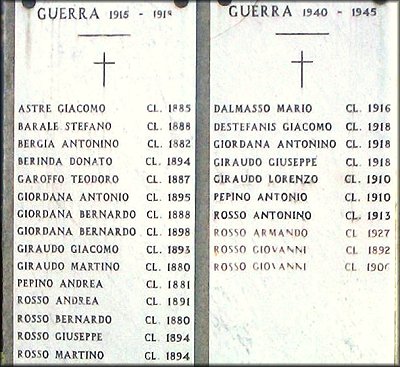 GUERRA 1915 - 1918
ASTRE GIACOMO CL. 1885
BARALE STEFANO CL. 1888
BERGIA ANTONINO CL. 1882
BERINDA DONATO CL. 1894
GAROFFO TEODORO CL. 1887
GIORDANA ANTONIO CL. 1895
GIORDANA BERNARDO CL. 1888
GIORDANA BERNARDO CL. 1898
GIRAUDO GIACOMO CL. 1893
GIRAUDO MARTINO CL. 1880
PEPINO ANDREA CL. 1881
ROSSO ANDREA CL. 1891
ROSSO BERNARDO CL. 1880
ROSSO GIUSEPPE CL. 1894
ROSSO MARTINO CL. 1894
GUERRA 1940 - 1945
DALMASSO MARIO CL. 1916
DESTEFANIS GIACOMO CL. 1918
GIORDANA ANTONINO CL. 1918
GIRAUDO GIUSEPPE CL. 1918
GIRAUDO LORENZO CL. 1910
PEPINO ANTONIO CL. 1910
ROSSO ANTONINO CL. 1913
ROSSO ARMANDO CL 1927
ROSSO GIOVANNI CL 1892
ROSSO GIOVANNI CL 1906